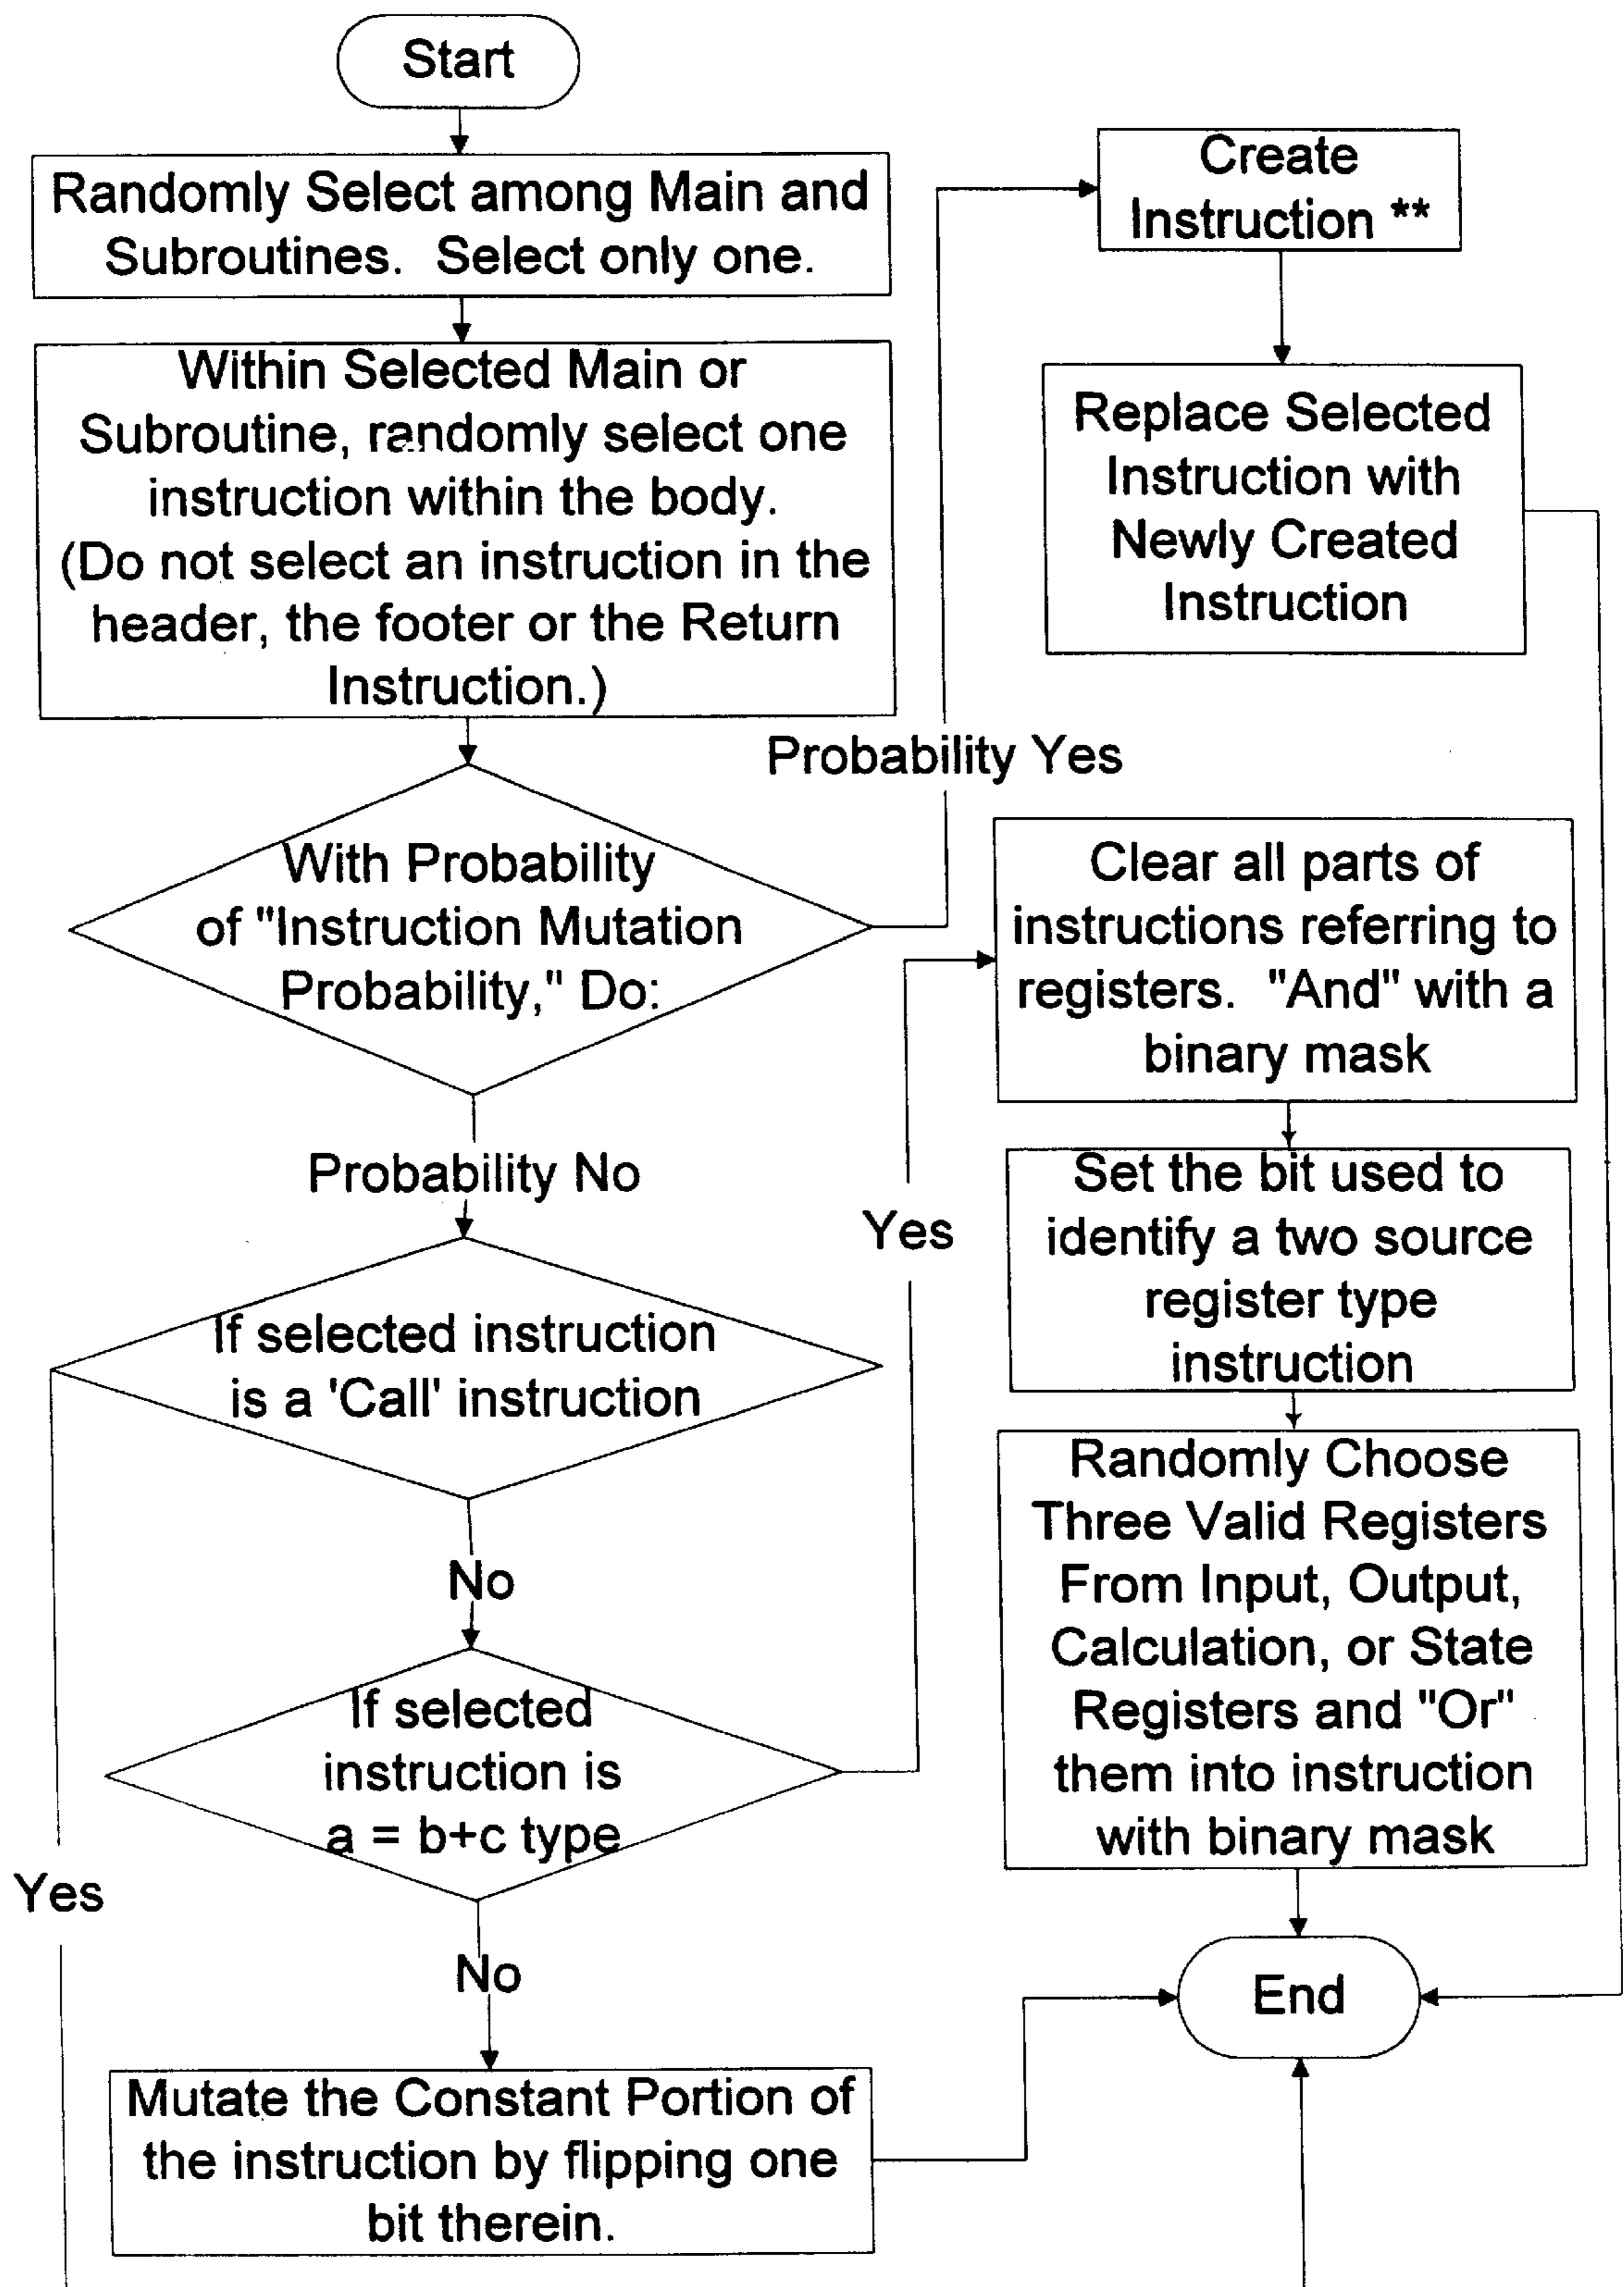 Start
Randomly Select among Main and
Subroutines. Select only one.
Within Selected Main or
Subroutine, randomly select one
instruction within the body.
(Do not select an instruction in the
header, the footer or the Return
Instruction.)
With Probability
of "Instruction Mutation
Probability," Do:
Probability Yes
Create
Instruction **
Replace Selected
Instruction with
Newly Created
Instruction
Probability No
If selected instruction
is a 'Call' instruction
Yes
No
If selected
instruction is
a = b+c type
Yes
Clear all parts of
instructions referring to
registers. "And" with a
binary mask
Set the bit used to
identify a two source
register type
instruction
Randomly Choose
Three Valid Registers
From Input, Output,
Calculation, or State
Registers and "Or"
them into instruction
with binary mask
No
Mutate the Constant Portion of
the instruction by flipping one
bit therein.
End